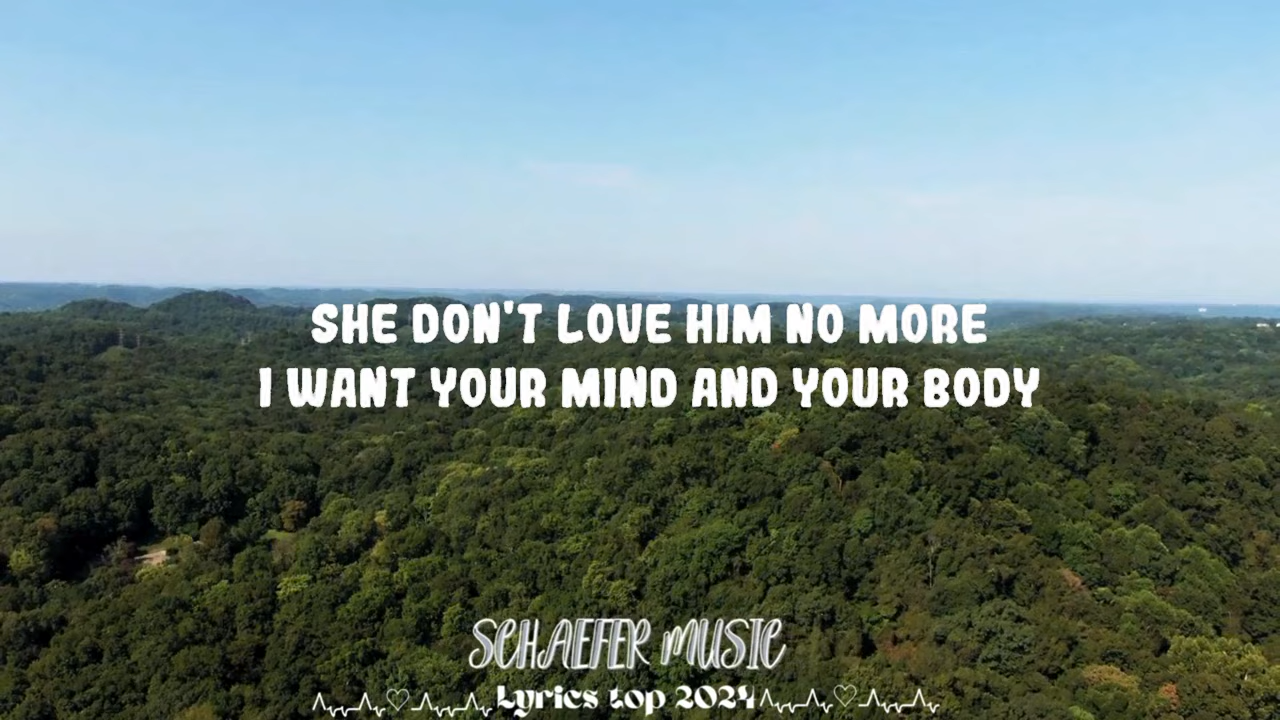 SHE DON'T LOVE HIM NO MORE
I WANT YOUR MIND AND YOUR BODY
SCHAEFER MUSIC
Lyrics top 2024